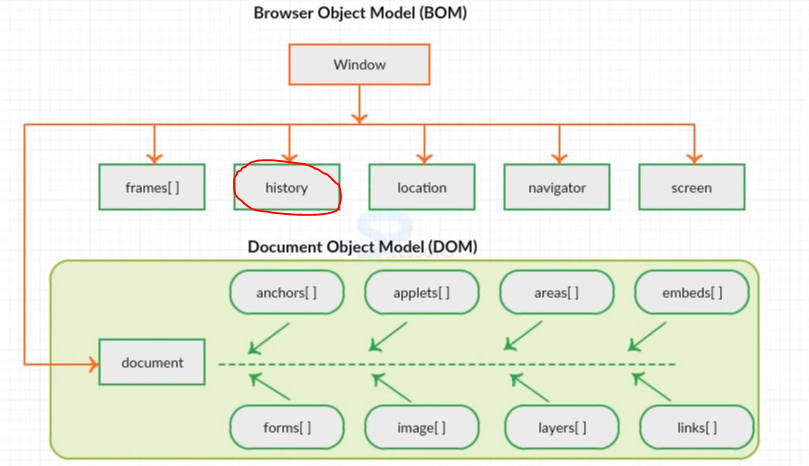 Browser Object Model (BOM)
Window
frames[ ]
history
location
navigator
screen
Document Object Model (DOM)
anchors[ ]
applets[ ]
areas[ ]
embeds[ ]
document
forms[ ]
image[ ]
layers[ ]
links[ ]